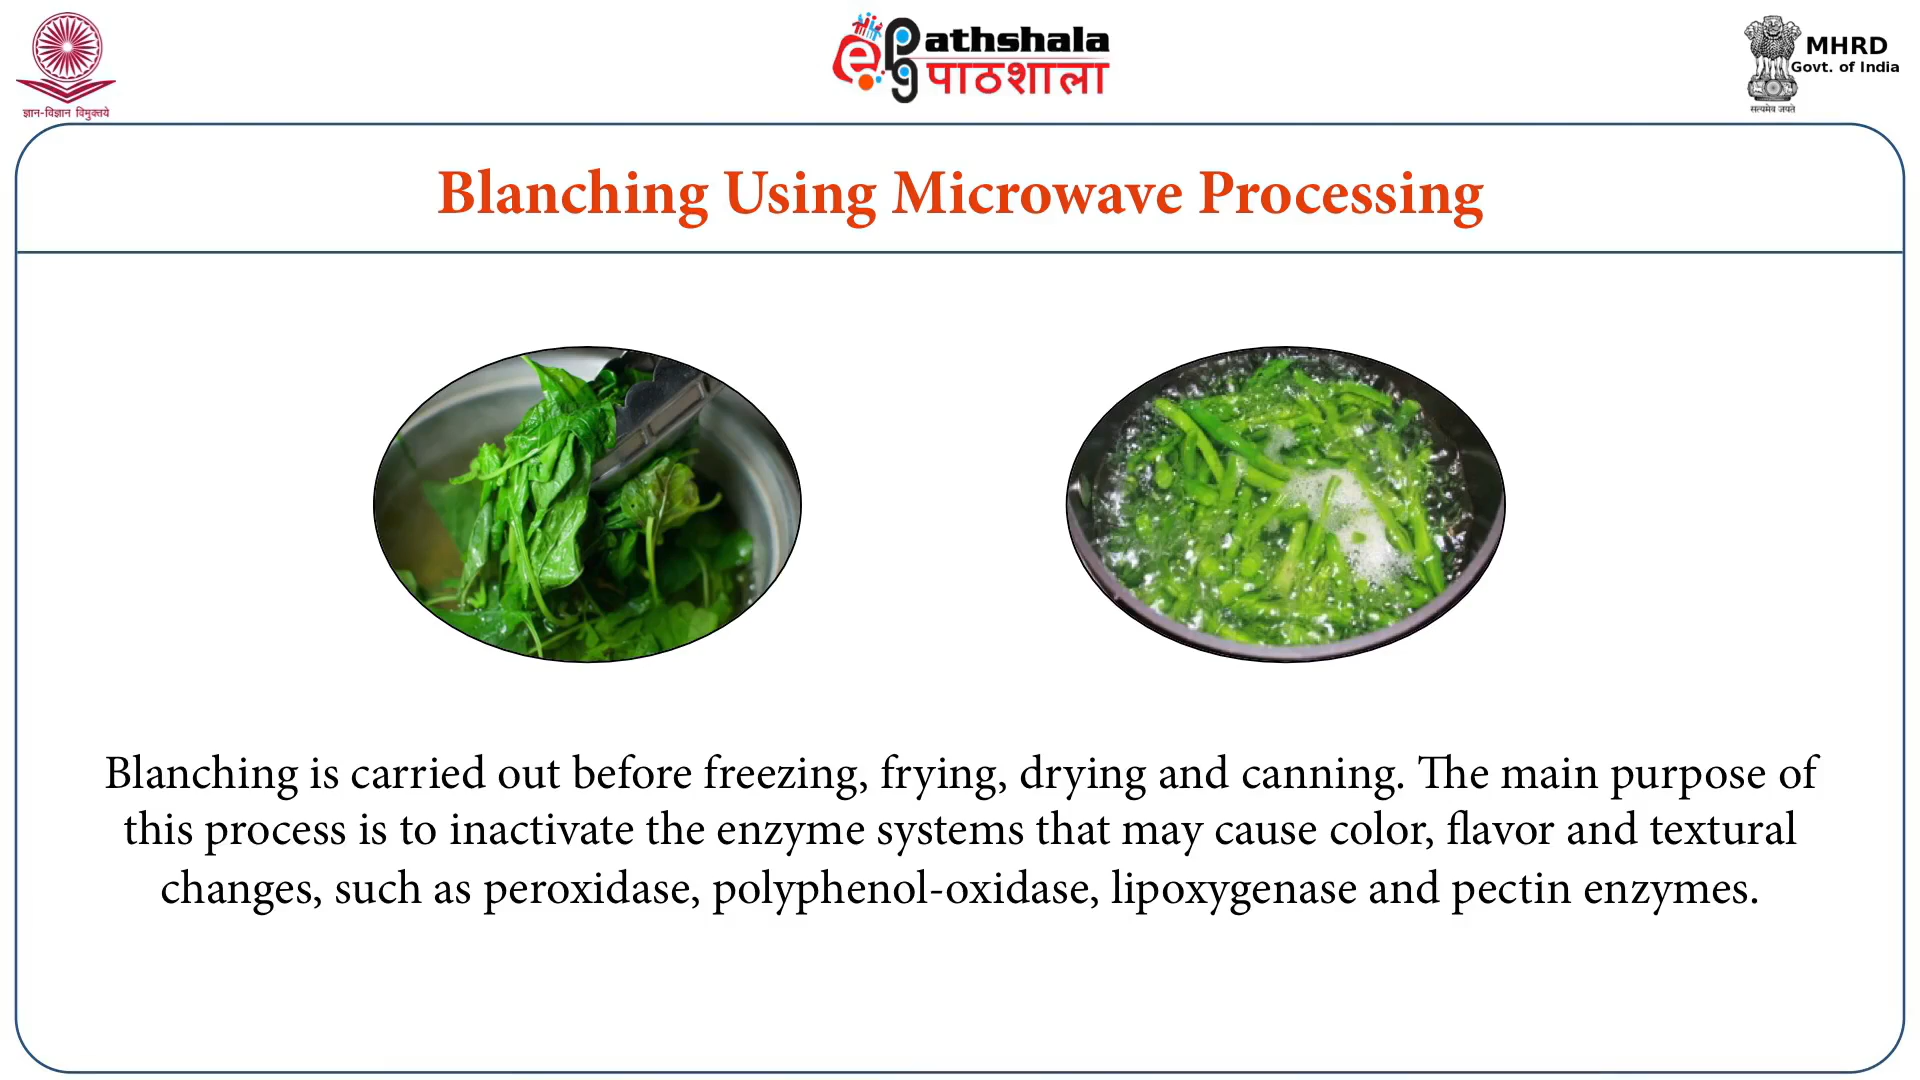 ज्ञान-विज्ञान विमुक्तये
e
pg
Pathshala
पाठशाला
MHRD
Govt. of India
सत्यमेव जयते
Blanching Using Microwave Processing
Blanching is carried out before freezing, frying, drying and canning. The main purpose of
this process is to inactivate the enzyme systems that may cause color, flavor and textural
changes, such as peroxidase, polyphenol-oxidase, lipoxygenase and pectin enzymes.